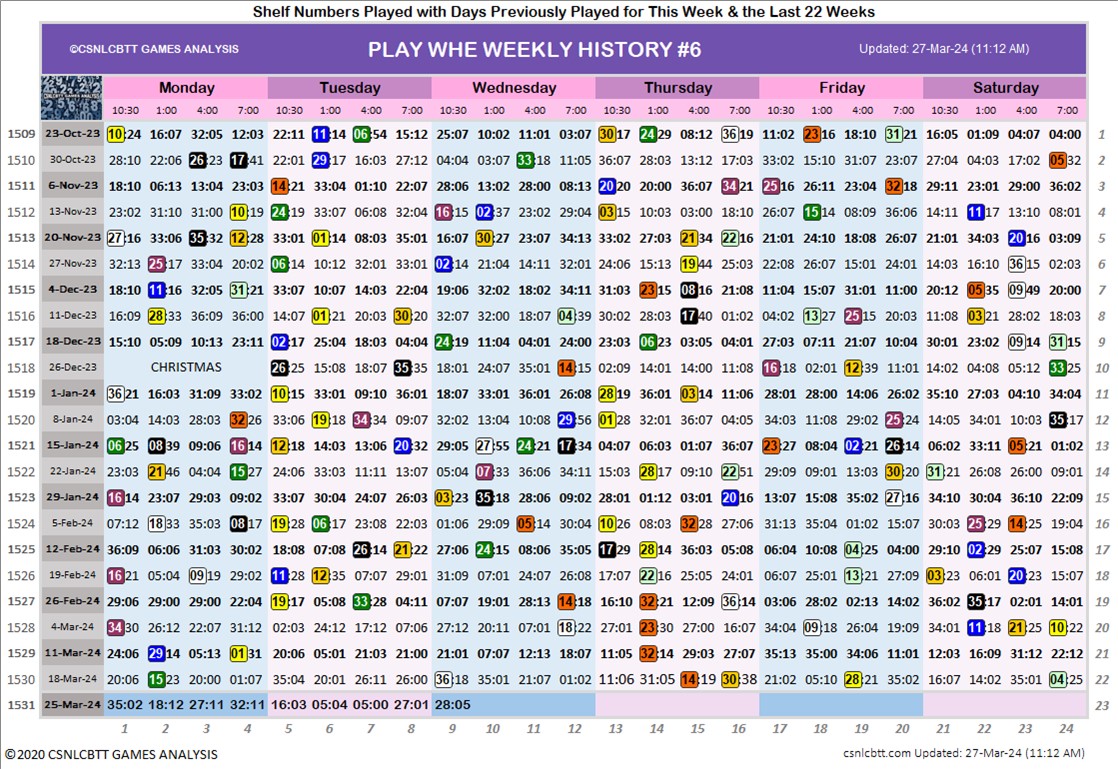 Shelf Numbers Played with Days Previously Played for This Week & the Last 22 Weeks
©CSNLCBTT GAMES ANALYSIS PLAY WHE WEEKLY HISTORY #6 Updated: 27-Mar-24 (11:12 AM)
Monday Tuesday Wednesday Thursday Friday Saturday
10:30 1:00 4:00 7:00 10:30 1:00 4:00 7:00 10:30 1:00 4:00 7:00 10:30 1:00 4:00 7:00 10:30 1:00 4:00 7:00 10:30 1:00 4:00 7:00
1509 23-Oct-23 10:24 16:07 32:05 12:03 22:11 11:14 06:54 15:12 25:07 10:02 11:01 03:07 30:17 24:29 08:12 36:19 11:02 23:16 18:10 31:21 16:05 01:09 04:07 04:00 1
1510 30-Oct-23 28:10 22:06 26:23 17:41 22:01 29:17 16:03 27:12 04:04 03:07 33:18 11:05 36:07 28:03 13:12 17:03 33:02 15:10 31:07 23:07 27:04 04:03 17:02 05:32 2
1511 6-Nov-23 18:10 06:13 13:04 23:03 14:21 33:04 01:10 22:07 28:06 13:02 28:00 08:13 20:20 20:00 36:07 34:21 25:16 26:11 23:04 32:18 29:11 23:01 29:00 36:02 3
1512 13-Nov-23 23:02 31:10 31:00 10:19 24:19 33:07 06:08 32:04 16:15 02:37 23:02 29:04 03:15 10:03 03:00 18:10 26:07 15:14 08:09 36:06 14:11 11:17 13:10 08:01 4
1513 20-Nov-23 27:16 33:06 35:32 12:28 33:01 01:14 08:03 35:01 16:07 30:27 23:07 34:13 33:02 27:03 21:34 22:16 21:01 24:10 18:08 26:07 21:01 34:03 20:16 03:09 5
1514 27-Nov-23 32:13 25:17 33:04 20:02 06:14 10:12 32:01 33:01 02:14 21:04 14:11 32:01 24:06 15:13 19:44 25:03 22:08 26:07 15:11 24:01 14:03 16:10 36:15 02:03 6
1515 4-Dec-23 18:10 11:16 32:05 31:21 33:07 10:07 14:03 22:04 19:06 32:02 18:02 34:11 31:03 23:15 08:16 21:08 11:04 15:07 31:01 11:00 20:12 05:35 09:49 20:00 7
1516 11-Dec-23 16:09 28:33 36:09 36:00 14:07 01:21 20:03 30:20 32:07 32:00 18:07 04:39 30:02 28:03 17:40 01:02 04:02 13:27 25:15 20:03 11:08 03:21 28:02 18:03 8
1517 18-Dec-23 15:10 05:09 10:13 23:11 02:17 25:04 18:03 04:04 24:19 11:04 04:01 24:01 23:04 06:23 03:05 04:01 27:03 07:11 21:07 10:04 30:01 23:02 09:14 31:15 9
1518 26-Dec-23 CHRISTMAS 26:25 15:08 18:07 35:35 18:01 24:07 35:01 14:15 02:09 14:01 14:00 11:08 16:18 02:01 12:39 11:01 14:02 04:08 05:12 33:25 10
1519 1-Jan-24 36:21 16:03 31:09 33:02 10:15 33:01 09:10 36:01 18:07 33:01 36:01 26:08 28:19 36:01 03:14 11:06 28:01 28:00 14:06 26:02 35:10 27:03 04:10 34:04 11
1520 8-Jan-24 03:04 14:03 28:03 32:26 33:06 19:18 34:34 09:07 32:02 13:04 10:08 29:56 01:28 32:01 36:07 04:05 34:03 11:08 29:02 25:24 14:05 34:01 10:03 35:17 12
1521 15-Jan-24 06:25 08:39 09:06 16:14 12:18 14:03 13:06 20:32 29:05 27:55 24:21 17:34 04:07 06:03 01:07 36:07 23:27 11:06 02:21 26:14 06:03 33:11 05:21 01:02 13
1522 22-Jan-24 23:03 21:46 04:04 15:27 24:06 33:03 11:11 13:07 05:04 07:33 36:06 34:11 15:03 28:17 09:10 22:51 29:09 09:01 34:03 30:20 31:21 26:08 26:00 09:01 14
1523 29-Jan-24 16:14 23:07 29:03 09:02 33:07 30:04 24:07 26:03 03:23 35:18 28:06 09:02 28:01 01:12 03:01 20:16 13:07 15:08 35:02 27:16 34:10 30:04 36:10 22:09 15
1524 5-Feb-24 07:12 18:33 35:03 08:17 19:28 06:17 23:08 22:03 01:06 29:09 05:14 30:04 10:26 08:03 32:28 27:06 31:13 35:04 01:02 15:07 30:03 25:29 14:25 19:04 16
1525 12-Feb-24 36:09 06:06 31:03 30:02 18:08 07:08 26:14 21:22 27:06 24:15 08:06 35:05 17:29 28:14 36:03 05:08 06:04 10:08 04:25 04:00 29:10 02:29 25:07 15:08 17
1526 19-Feb-24 16:21 05:04 09:19 29:02 11:28 12:35 07:07 29:01 31:09 07:01 24:07 26:08 17:07 22:16 25:05 24:01 18:07 25:01 13:21 27:09 03:23 06:01 20:23 15:07 18
1527 26-Feb-24 29:06 29:00 29:00 22:04 19:17 05:08 33:28 04:11 07:07 19:01 28:13 14:18 16:10 32:21 12:09 36:14 03:06 28:02 02:13 14:02 36:02 35:17 02:01 14:01 19
1528 4-Mar-24 34:30 26:12 22:07 31:12 22:03 24:12 17:12 07:06 27:12 20:11 07:01 18:22 27:01 23:30 27:00 16:07 34:04 09:18 26:04 19:09 34:01 11:18 21:25 10:22 20
1529 11-Mar-24 24:06 29:14 05:13 01:31 20:06 05:01 21:03 21:00 21:01 07:07 12:13 18:07 11:05 32:14 29:03 27:07 35:13 35:00 34:06 11:01 12:03 16:09 31:12 22:12 21
1530 18-Mar-24 20:06 15:23 20:00 01:07 35:04 20:01 26:11 26:00 36:18 35:01 21:07 01:02 11:06 31:05 14:19 30:38 21:02 05:10 28:21 35:02 16:07 14:02 35:01 04:25 22
1531 25-Mar-24 35:02 18:12 27:11 32:11 16:03 05:04 05:00 27:01 28:05 23
1 2 3 4 5 6 7 8 9 10 11 12 13 14 15 16 17 18 19 20 21 22 23 24
©2020 CSNLCBTT GAMES ANALYSIS csnlcbtt.com Updated: 27-Mar-24 (11:12 AM)